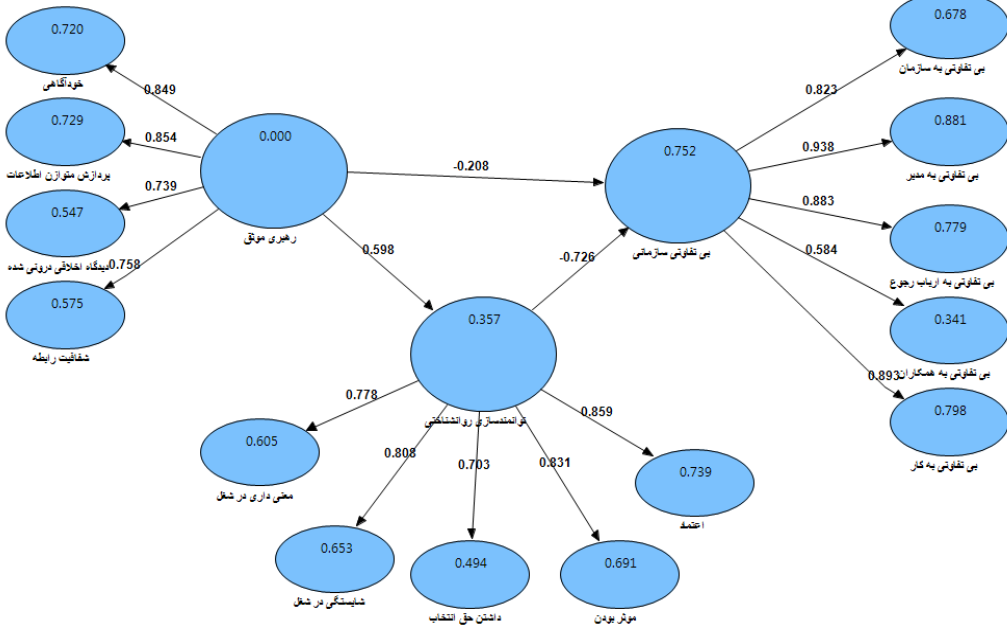 0.720
خودآگاهی
0.849
0.729
پردازش متوازن اطلاعات
0.854
0.547
دیدگاه اخلاقی درونی شده
0.739
0.575
شفافیت رابطه
0.758
0.000
رهبری موثق
-0.208
0.598
0.752
بی تفاوتی سازمانی
-0.726
0.357
توانمندسازی روانشناختی
0.678
بی تفاوتی به سازمان
0.823
0.881
بی تفاوتی به مدیر
0.938
0.779
بی تفاوتی به ارباب رجوع
0.883
0.341
بی تفاوتی به همکاران
0.584
0.798
بی تفاوتی به کار
0.893
0.778
0.605
معنی داری در شغل
0.808
0.653
شایستگی در شغل
0.703
0.494
داشتن حق انتخاب
0.831
0.691
موثر بودن
0.859
0.739
اعتماد